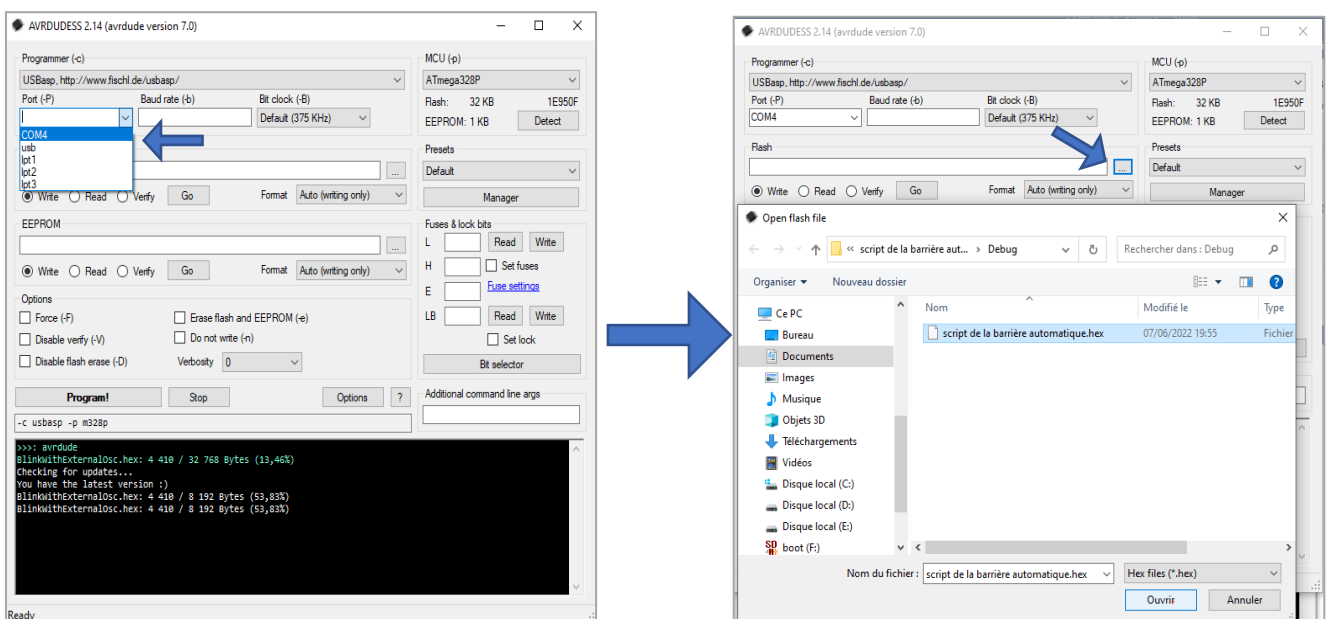 AVRDUDESS 2.14 (avrdude version 7.0)
Programmer (-c)
USBasp, http://www.fischl.de/usbasp/
Port (-P) Baud rate (-b) Bit clock (-B)
Default (375 KHz)
COM4
usb
lpt1
lpt2
lpt3
...
Write Read Verify Go Format Auto (writing only)
EEPROM
...
Write Read Verify Go Format Auto (writing only)
Options
Force (-F) Erase flash and EEPROM (-e)
Disable verify (-V) Do not write (-n)
Disable flash erase (-D) Verbosity 0
Program! Stop Options ?
-c usbasp -p m328p
>>>: avrdude
BlinkWithExternalOsc.hex: 4 410 / 32 768 Bytes (13,46%)
Checking for updates...
You have the latest version :)
BlinkWithExternalOsc.hex: 4 410 / 8 192 Bytes (53,83%)
BlinkWithExternalOsc.hex: 4 410 / 8 192 Bytes (53,83%)
Ready
MCU (-p)
ATmega328P
Flash: 32 KB 1E950F
EEPROM: 1 KB Detect
Presets
Default
Manager
Fuses & lock bits
L Read Write
H Set fuses
E Fuse settings
LB Read Write
Set lock
Bit selector
Additional command line args
AVRDUDESS 2.14 (avrdude version 7.0)
Programmer (-c)
USBasp, http://www.fischl.de/usbasp/
Port (-P) Baud rate (-b) Bit clock (-B)
COM4 Default (375 KHz)
Flash
...
Write Read Verify Go Format Auto (writing only)
MCU (-p)
ATmega328P
Flash: 32 KB 1E950F
EEPROM: 1 KB Detect
Presets
Default
Manager
Open flash file
« script de la barrière aut... › Debug Rechercher dans : Debug
Organiser Nouveau dossier
Ce PC
Bureau
Documents
Images
Musique
Objets 3D
Téléchargements
Vidéos
Disque local (C:)
Disque local (D:)
Disque local (E:)
boot (F:)
Nom Modifié le Type
script de la barrière automatique.hex 07/06/2022 19:55 Fichier
Nom du fichier : script de la barrière automatique.hex Hex files (*.hex)
Ouvrir Annuler